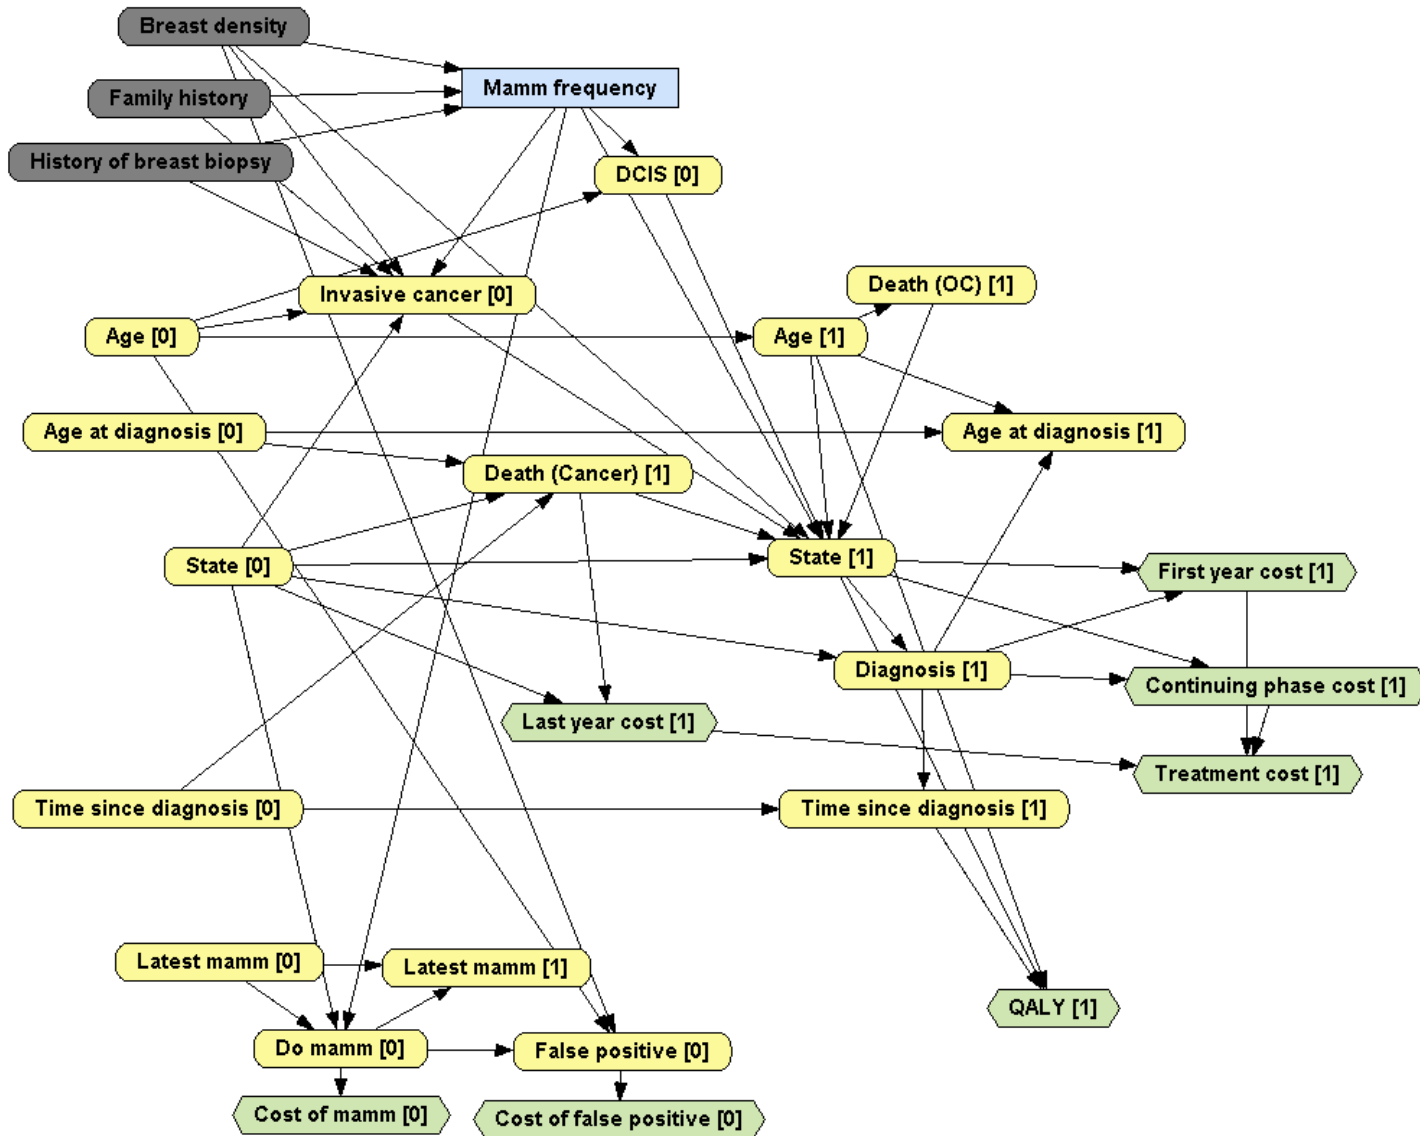 Breast density
Mamm frequency
Family history
History of breast biopsy
DCIS [0]
Invasive cancer [0]
Death (OC) [1]
Age [0]
Age [1]
Age at diagnosis [0]
Age at diagnosis [1]
Death (Cancer) [1]
State [0]
State [1]
First year cost [1]
Diagnosis [1]
Continuing phase cost [1]
Last year cost [1]
Treatment cost [1]
Time since diagnosis [0]
Time since diagnosis [1]
Latest mamm [0]
Latest mamm [1]
QALY [1]
Do mamm [0]
False positive [0]
Cost of mamm [0]
Cost of false positive [0]